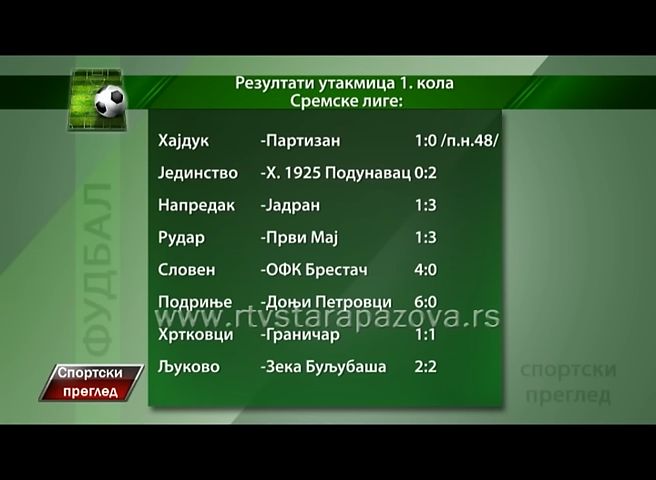 Резултати утакмица 1. кола
Сремске лиге:
Хајдук -Партизан 1:0 /п.н.48/
Јединство -Х. 1925 Подунавац 0:2
Напредак -Јадран 1:3
Рудар -Први Мај 1:3
Словен -ОФК Брестач 4:0
Подриње -Доњи Петровци 6:0
www.rtvstarapazova.rs
Хртковци -Граничар 1:1
Љуково -Зека Буљубаша 2:2
ФУДБАЛ
Спортски
преглед
спортски
преглед